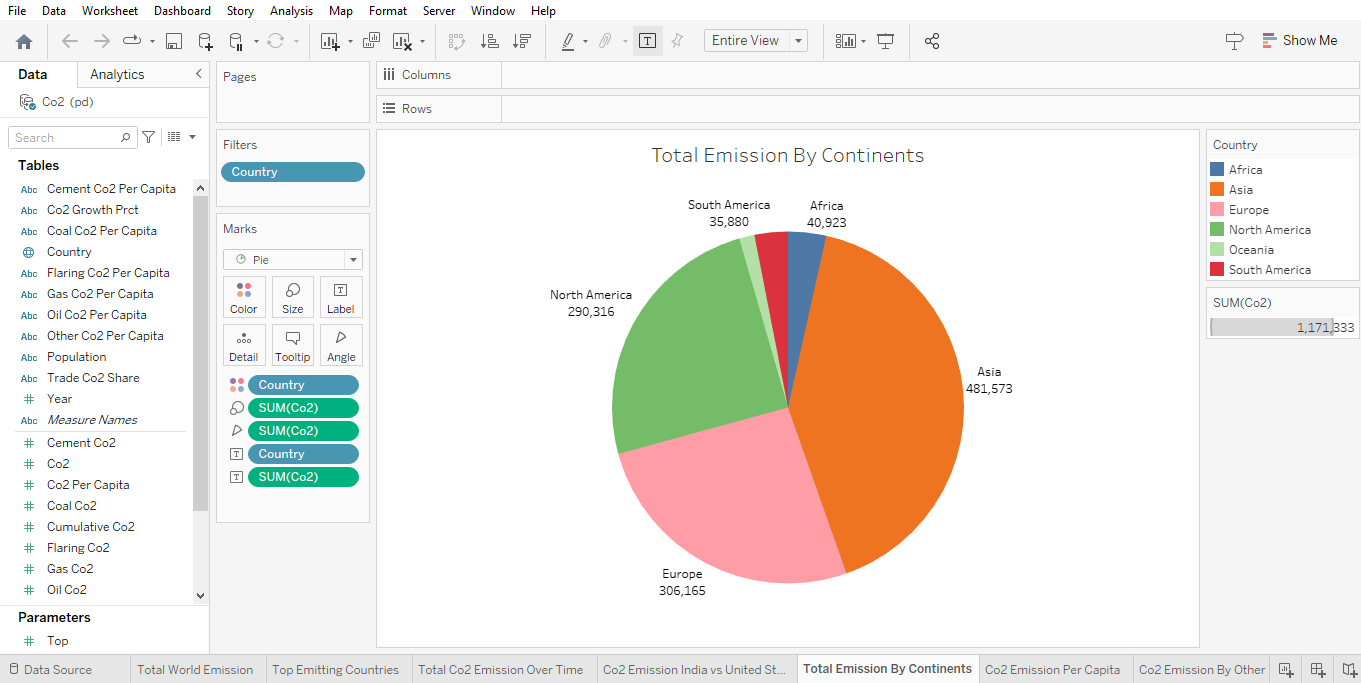 File Data Worksheet Dashboard Story Analysis Map Format Server Window Help
Entire View
Show Me
Data Analytics
Co2 (pd)
Search
Tables
Abc Cement Co2 Per Capita
Abc Co2 Growth Prct
Abc Coal Co2 Per Capita
Country
Abc Flaring Co2 Per Capita
Abc Gas Co2 Per Capita
Abc Oil Co2 Per Capita
Abc Other Co2 Per Capita
Abc Population
Abc Trade Co2 Share
# Year
Abc Measure Names
# Cement Co2
# Co2
# Co2 Per Capita
# Coal Co2
# Cumulative Co2
# Flaring Co2
# Gas Co2
# Oil Co2
Parameters
# Top
Pages
Filters
Country
Marks
Pie
Color Size Label
Detail Tooltip Angle
Country
SUM(Co2)
SUM(Co2)
Country
SUM(Co2)
Columns
Rows
Total Emission By Continents
South America
35,880
Africa
40,923
North America
290,316
Asia
481,573
Europe
306,165
Country
Africa
Asia
Europe
North America
Oceania
South America
SUM(Co2)
1,171,333
Data Source Total World Emission Top Emitting Countries Total Co2 Emission Over Time Co2 Emission India vs United St... Total Emission By Continents Co2 Emission Per Capita Co2 Emission By Other